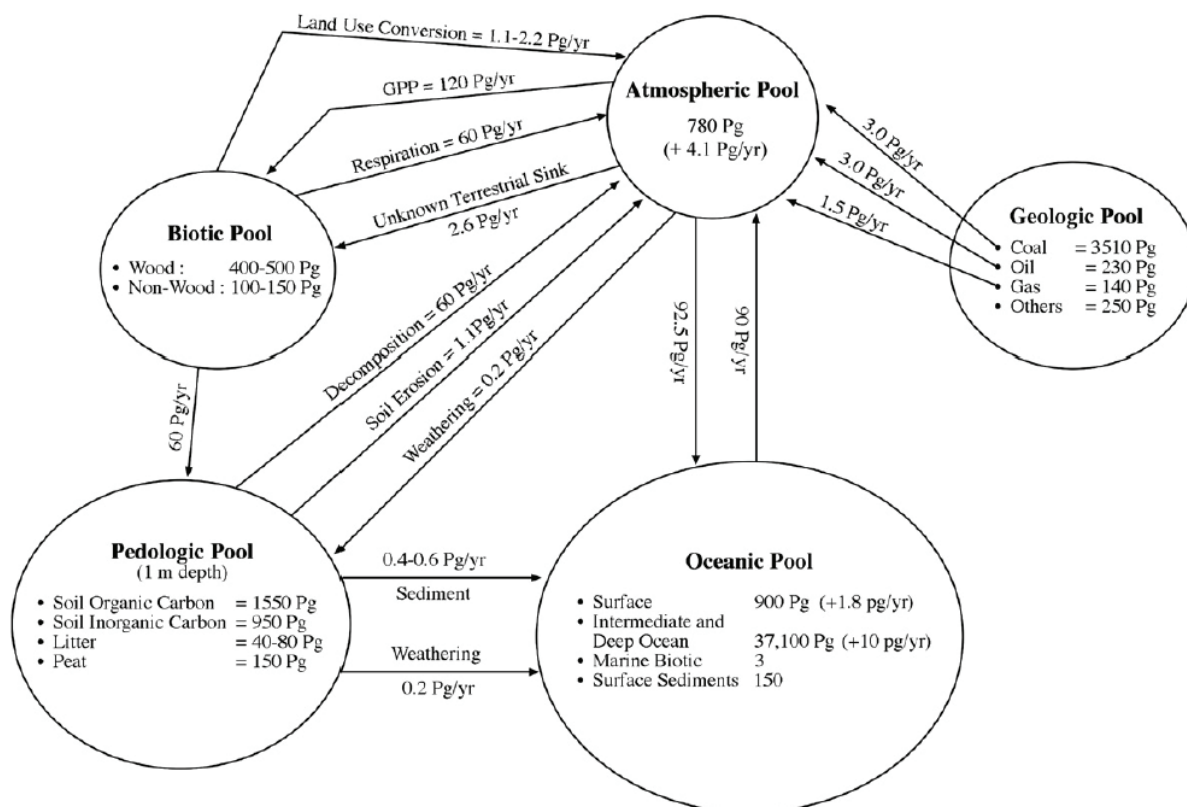 Land Use Conversion = 1.1-2.2 Pg/yr
GPP = 120 Pg/yr
Respiration = 60 Pg/yr
Unknown Terrestrial Sink
2.6 Pg/yr
Atmospheric Pool
780 Pg
(+ 4.1 Pg/yr)
3.0 Pg/yr
3.0 Pg/yr
1.5 Pg/yr
Geologic Pool
• Coal = 3510 Pg
• Oil = 230 Pg
• Gas = 140 Pg
• Others = 250 Pg
Biotic Pool
• Wood : 400-500 Pg
• Non-Wood : 100-150 Pg
60 Pg/yr
Decomposition = 60 Pg/yr
Soil Erosion = 1.1Pg/yr
Weathering = 0.2 Pg/yr
92.5 Pg/yr
90 Pg/yr
Pedologic Pool
(1 m depth)
• Soil Organic Carbon = 1550 Pg
• Soil Inorganic Carbon = 950 Pg
• Litter = 40-80 Pg
• Peat = 150 Pg
0.4-0.6 Pg/yr
Sediment
Weathering
0.2 Pg/yr
Oceanic Pool
• Surface 900 Pg (+1.8 pg/yr)
• Intermediate and
Deep Ocean 37,100 Pg (+10 pg/yr)
• Marine Biotic 3
• Surface Sediments 150